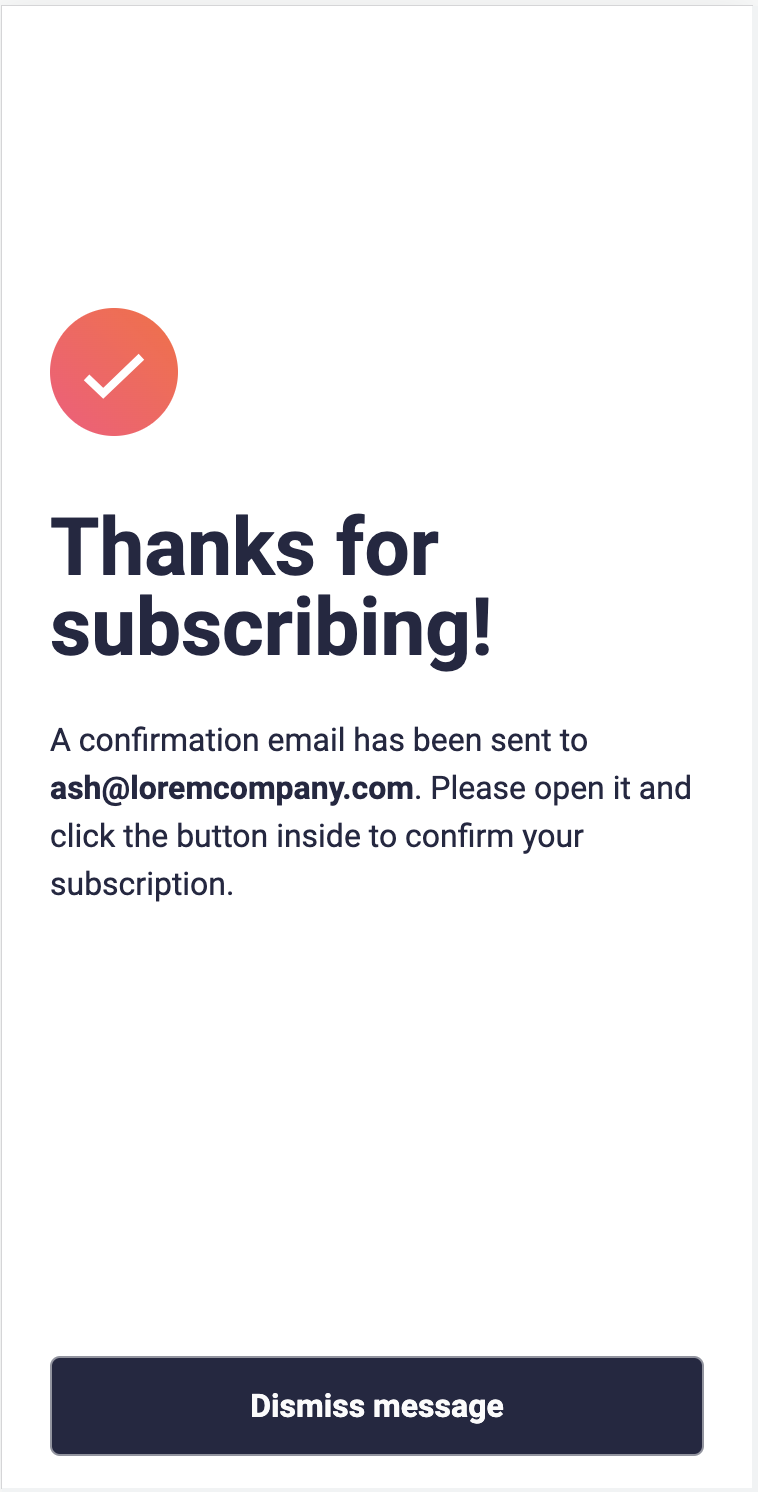 Thanks for
subscribing!
A confirmation email has been sent to
ash@loremcompany.com. Please open it and
click the button inside to confirm your
subscription.
Dismiss message